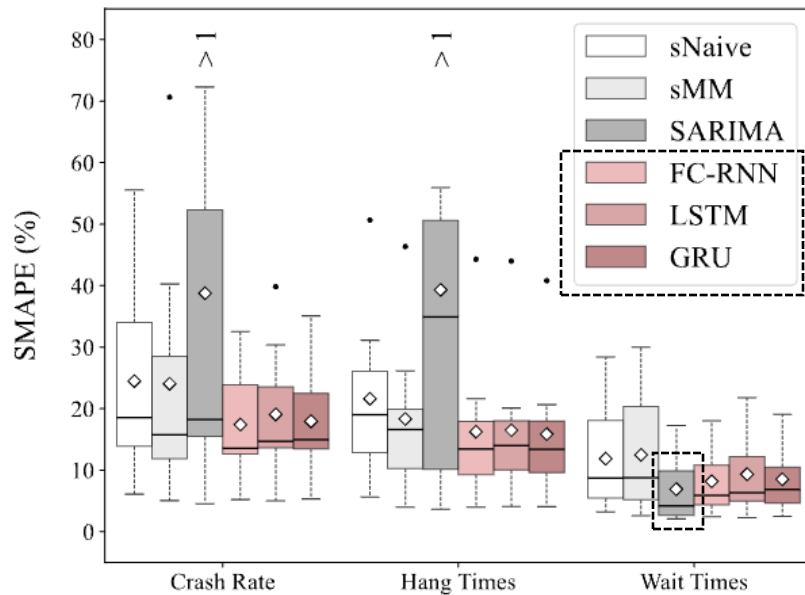 80
70
60
50
40
30
20
10
0
SMAPE (%)
1
^
1
^
sNaive
sMM
SARIMA
FC-RNN
LSTM
GRU
Crash Rate
Hang Times
Wait Times